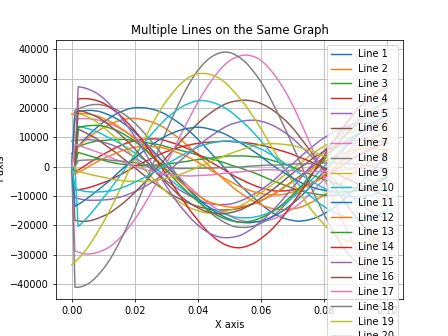 Multiple Lines on the Same Graph
40000
30000
20000
10000
0
−10000
−20000
−30000
−40000
0.00
0.02
0.04
0.06
X axis
Line 1
Line 2
Line 3
Line 4
Line 5
Line 6
Line 7
Line 8
Line 9
Line 10
Line 11
Line 12
Line 13
Line 14
Line 15
Line 16
Line 17
Line 18
Line 19
Line 20